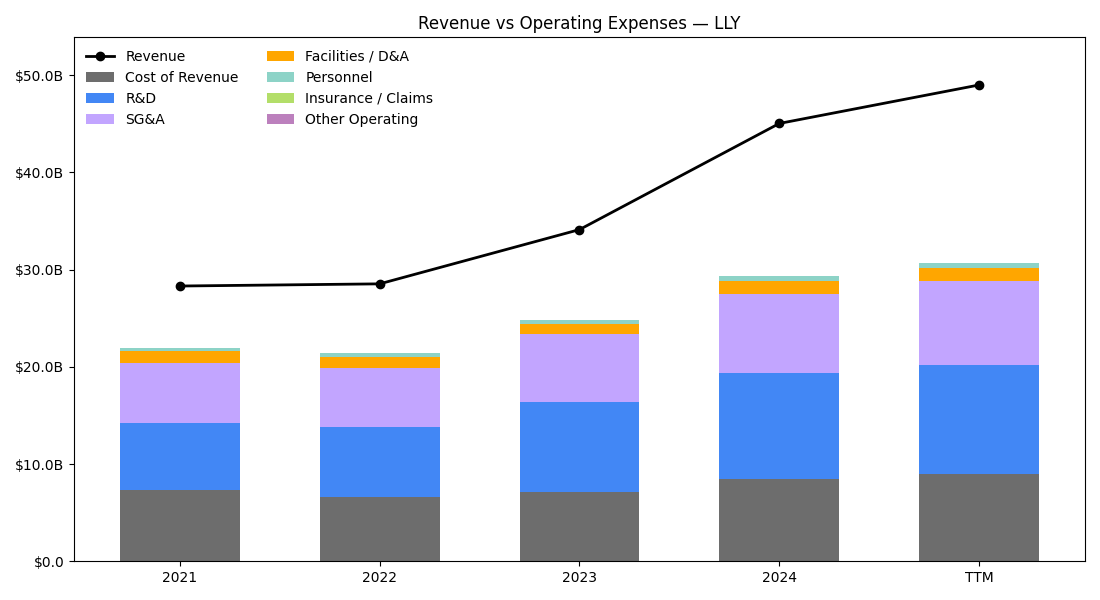 Revenue vs Operating Expenses — LLY
Revenue
Cost of Revenue
R&D
SG&A
Facilities / D&A
Personnel
Insurance / Claims
Other Operating
$50.0B
$40.0B
$30.0B
$20.0B
$10.0B
$0.0
2021
2022
2023
2024
TTM